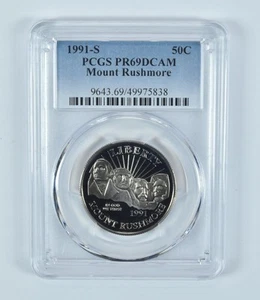 1991-S 50C
PCGS PR69DCAM
Mount Rushmore
9643.69/49975838
LIBERTY
IN GOD
WE TRUST
1991
MOUNT RUSHMORE